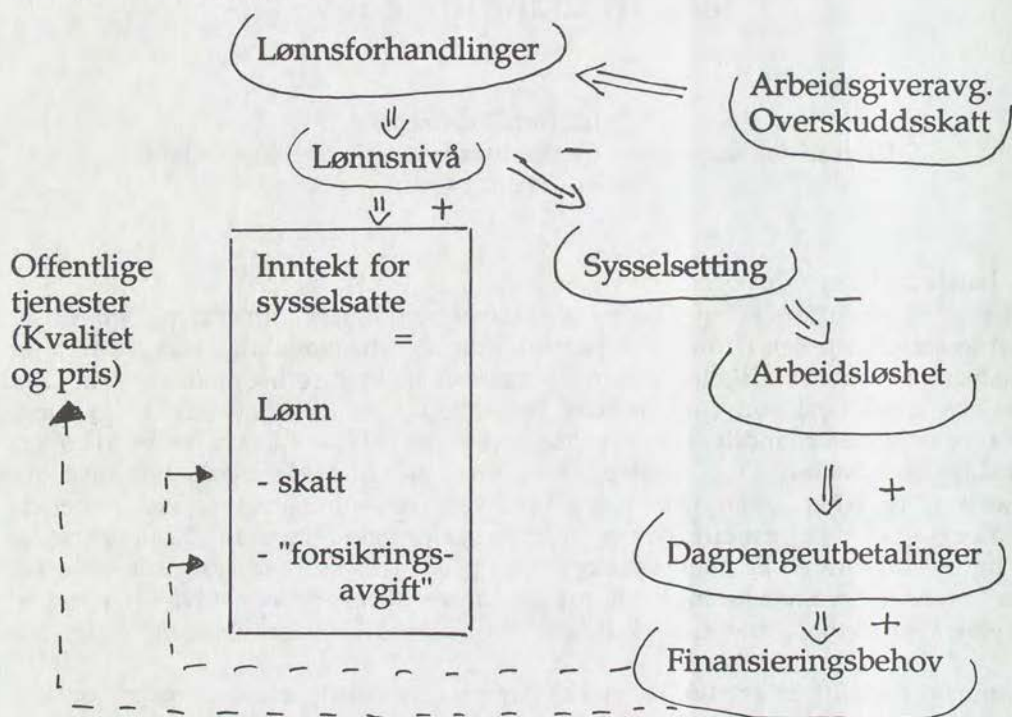 Lønnsforhandlinger
Arbeidsgiveravg.
Overskuddsskatt
Lønnsnivå
−
+
Offentlige
tjenester
(Kvalitet
og pris)
Inntekt for
sysselsatte
=
Lønn
- skatt
- "forsikrings-
avgift"
Sysselsetting
−
Arbeidsløshet
+
Dagpengeutbetalinger
+
Finansieringsbehov